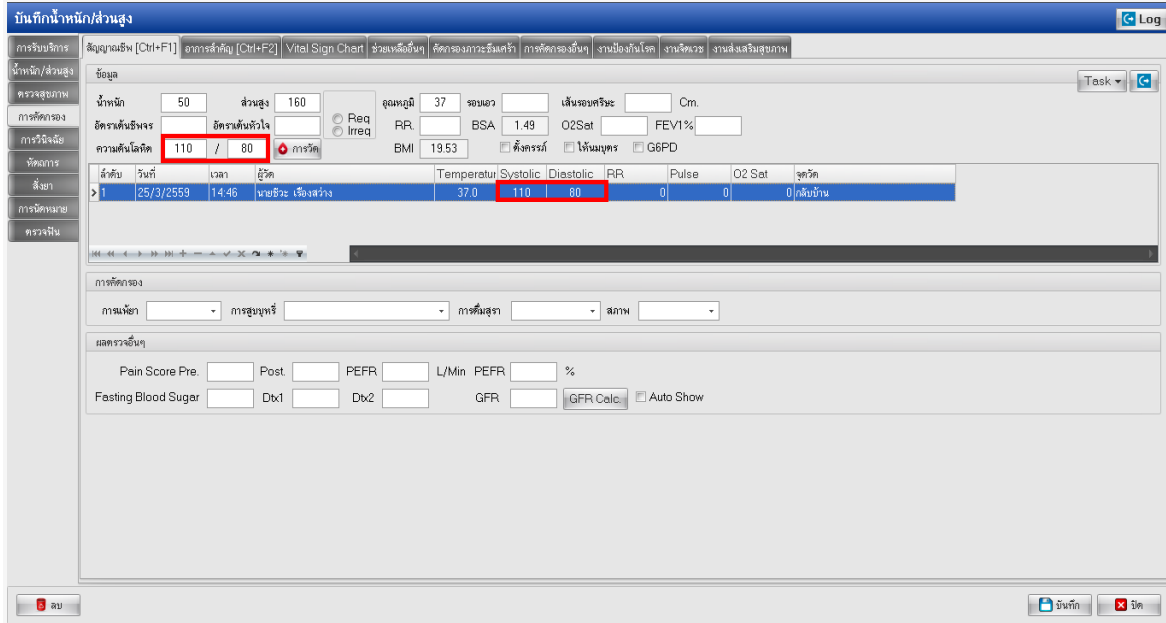 บันทึกน้ำหนัก/ส่วนสูง Log
การรับบริการ
น้ำหนัก/ส่วนสูง
ตรวจสุขภาพ
การคัดกรอง
การวินิจฉัย
หัตถการ
สั่งยา
การนัดหมาย
ตรวจฟัน
สัญญาณชีพ [Ctrl+F1] อาการสำคัญ [Ctrl+F2] Vital Sign Chart ช่วยเหลืออื่นๆ คัดกรองภาวะซึมเศร้า การคัดกรองอื่นๆ งานป้องกันโรค งานจิตเวช งานส่งเสริมสุขภาพ
ข้อมูล
Task
น้ำหนัก 50 ส่วนสูง 160 อุณหภูมิ 37 รอบเอว เส้นรอบศรีษะ Cm.
อัตราเต้นชีพจร อัตราเต้นหัวใจ Req Irreq RR. BSA 1.49 O2Sat FEV1%
ความดันโลหิต 110 / 80 การวัด BMI 19.53 ตั้งครรภ์ ให้นมบุตร G6PD
ลำดับ วันที่ เวลา ผู้วัด Temperatur Systolic Diastolic RR Pulse O2 Sat จุดวัด
1 25/3/2559 14:46 นายชีวะ เรืองสว่าง 37.0 110 80 0 0 0 กลับบ้าน
การคัดกรอง
การแพ้ยา การสูบบุหรี่ การดื่มสุรา สภาพ
ผลตรวจอื่นๆ
Pain Score Pre. Post. PEFR L/Min PEFR %
Fasting Blood Sugar Dtx1 Dtx2 GFR GFR Calc. Auto Show
ลบ บันทึก ปิด